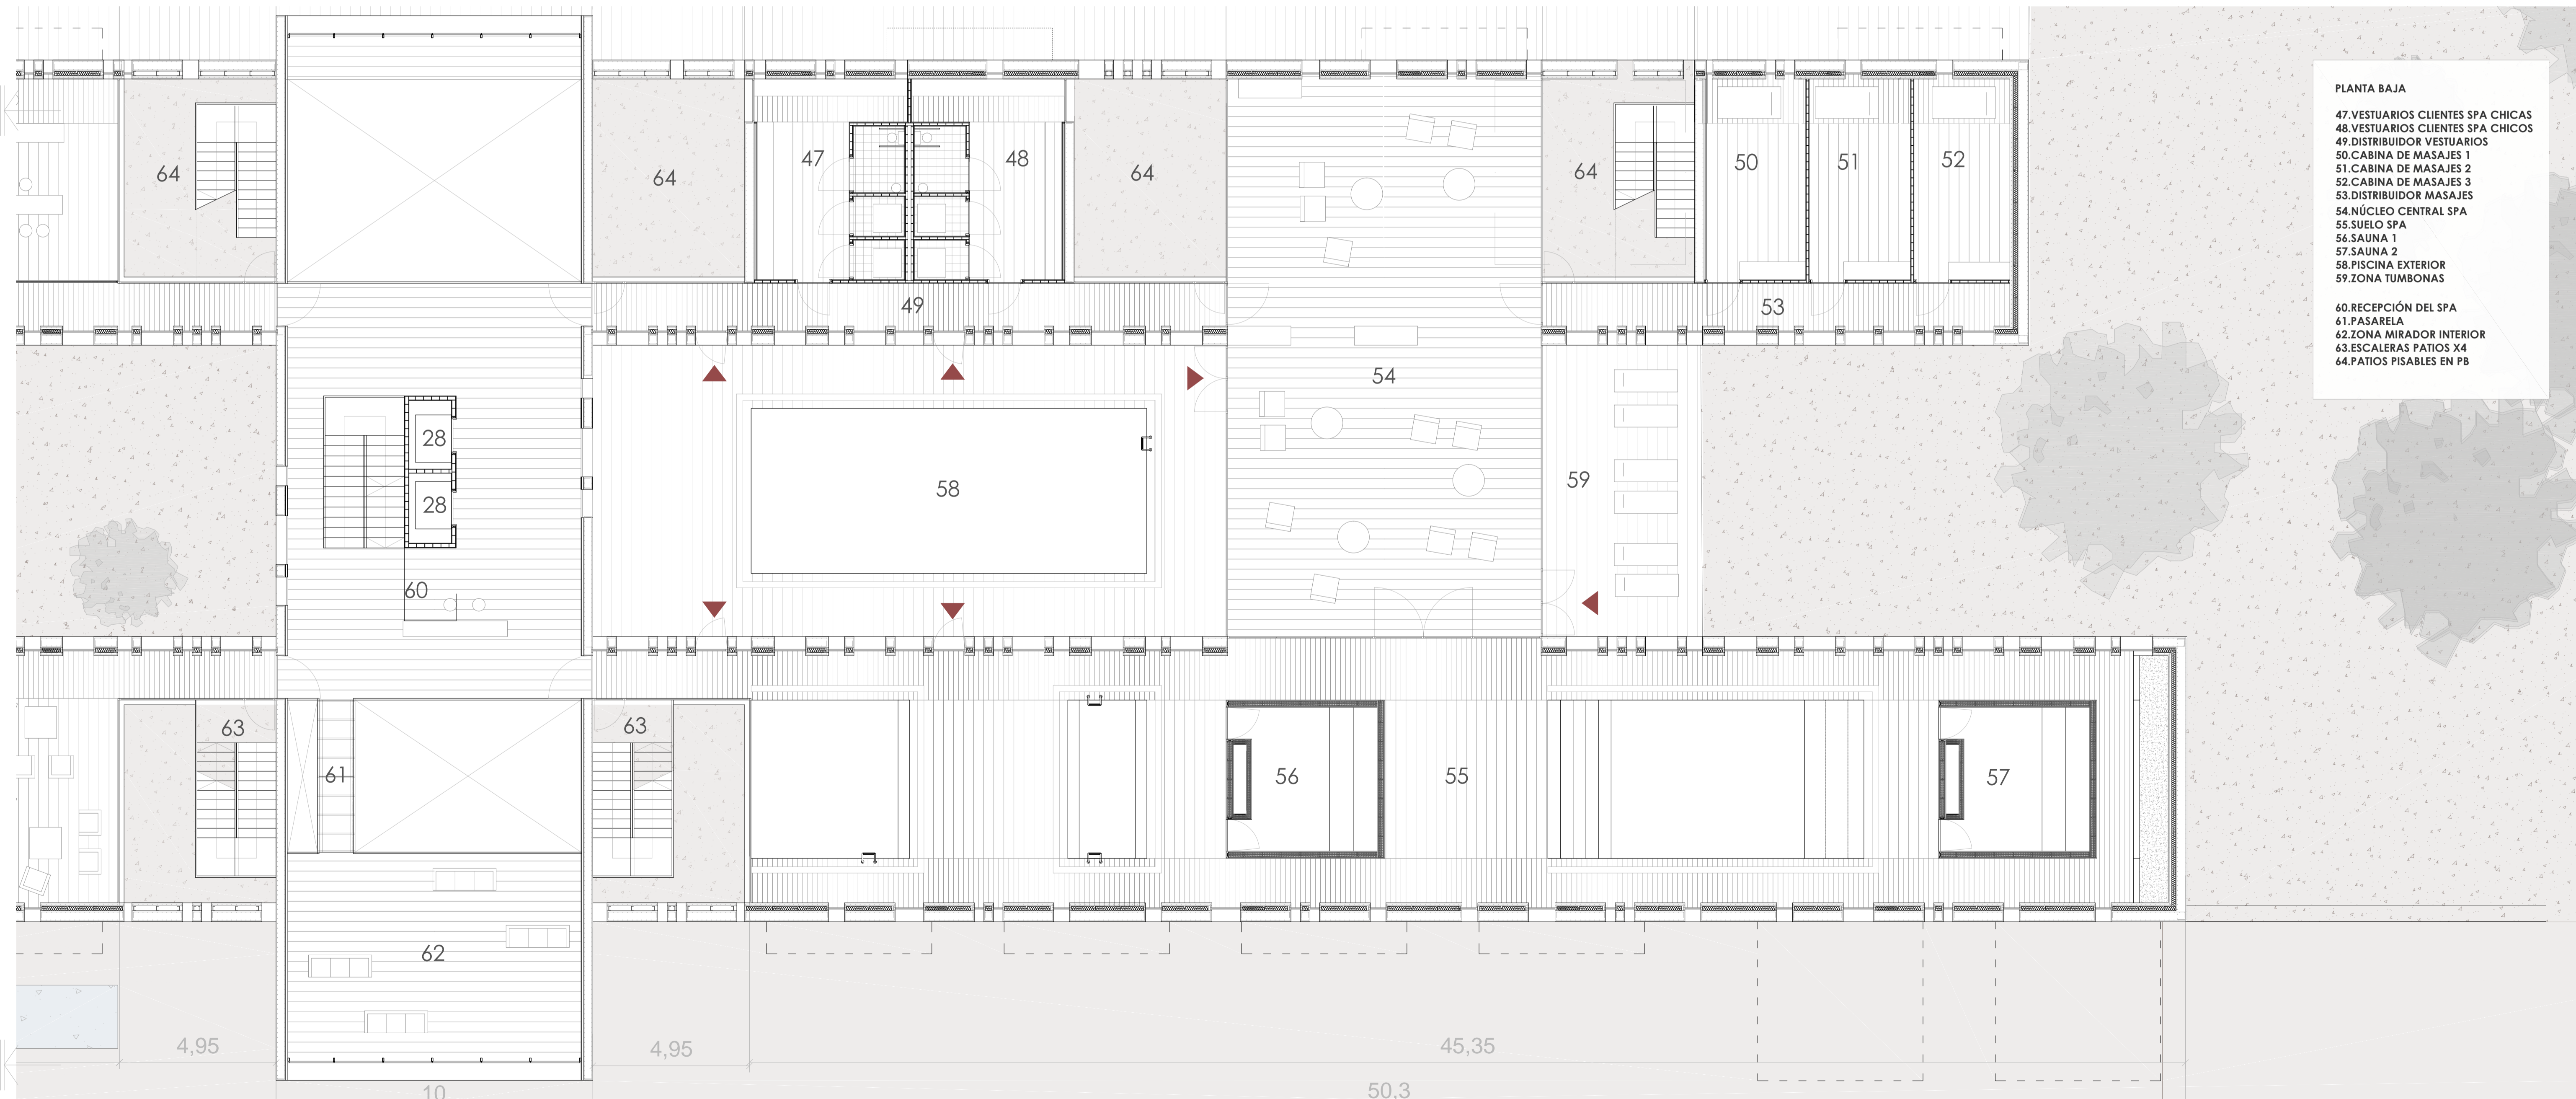 PLANTA BAJA
47.VESTUARIOS CLIENTES SPA CHICAS
48.VESTUARIOS CLIENTES SPA CHICOS
49.DISTRIBUIDOR VESTUARIOS
50.CABINA DE MASAJES 1
51.CABINA DE MASAJES 2
52.CABINA DE MASAJES 3
53.DISTRIBUIDOR MASAJES
54.NÚCLEO CENTRAL SPA
55.SUELO SPA
56.SAUNA 1
57.SAUNA 2
58.PISCINA EXTERIOR
59.ZONA TUMBONAS
60.RECEPCIÓN DEL SPA
61.PASARELA
62.ZONA MIRADOR INTERIOR
63.ESCALERAS PATIOS X4
64.PATIOS PISABLES EN PB
64
64
47
48
64
64
50
51
52
49
53
54
28
28
58
59
60
63
63
61
56
55
57
62
4,95
4,95
45,35
10
50,3